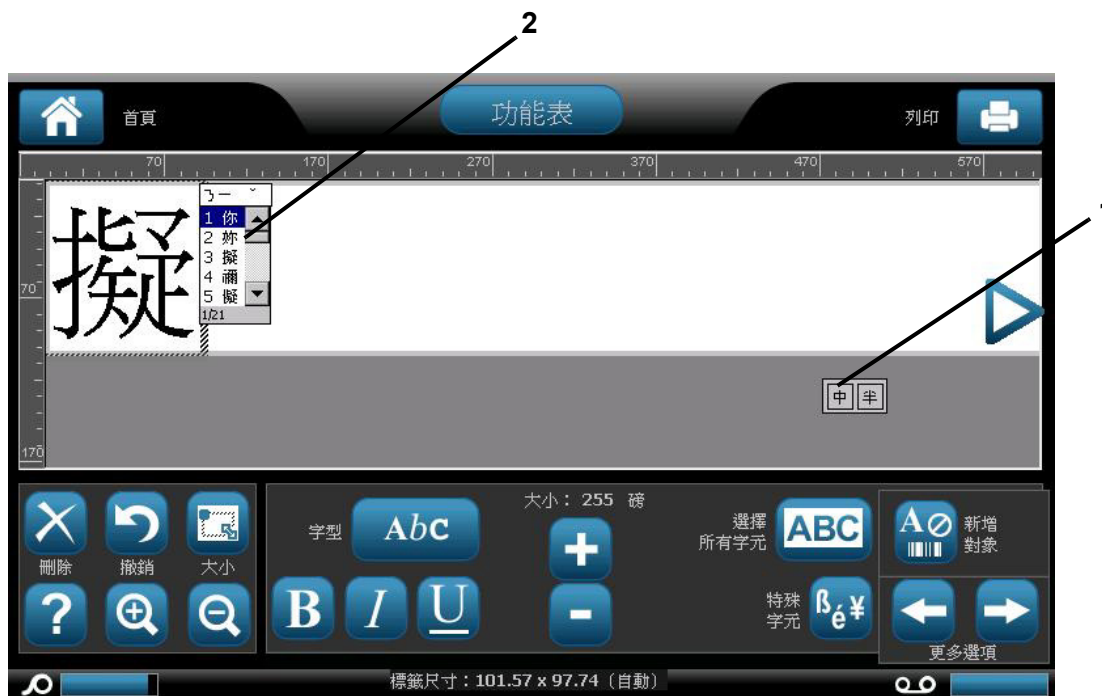 2
首頁
功能表
列印
70 170 270 370 470 570
擬
ㄋㄧ ˇ
1 你
2 妳
3 擬
4 禰
5 儗
1/21
70
170
中 半
大小：255 磅
刪除
撤銷
大小
字型
AbC
選擇
所有字元
ABC
A
新增
對象
?
B
I
U
+
-
特殊
字元
ßé¥
更多選項
標籤尺寸：101.57 x 97.74（自動）